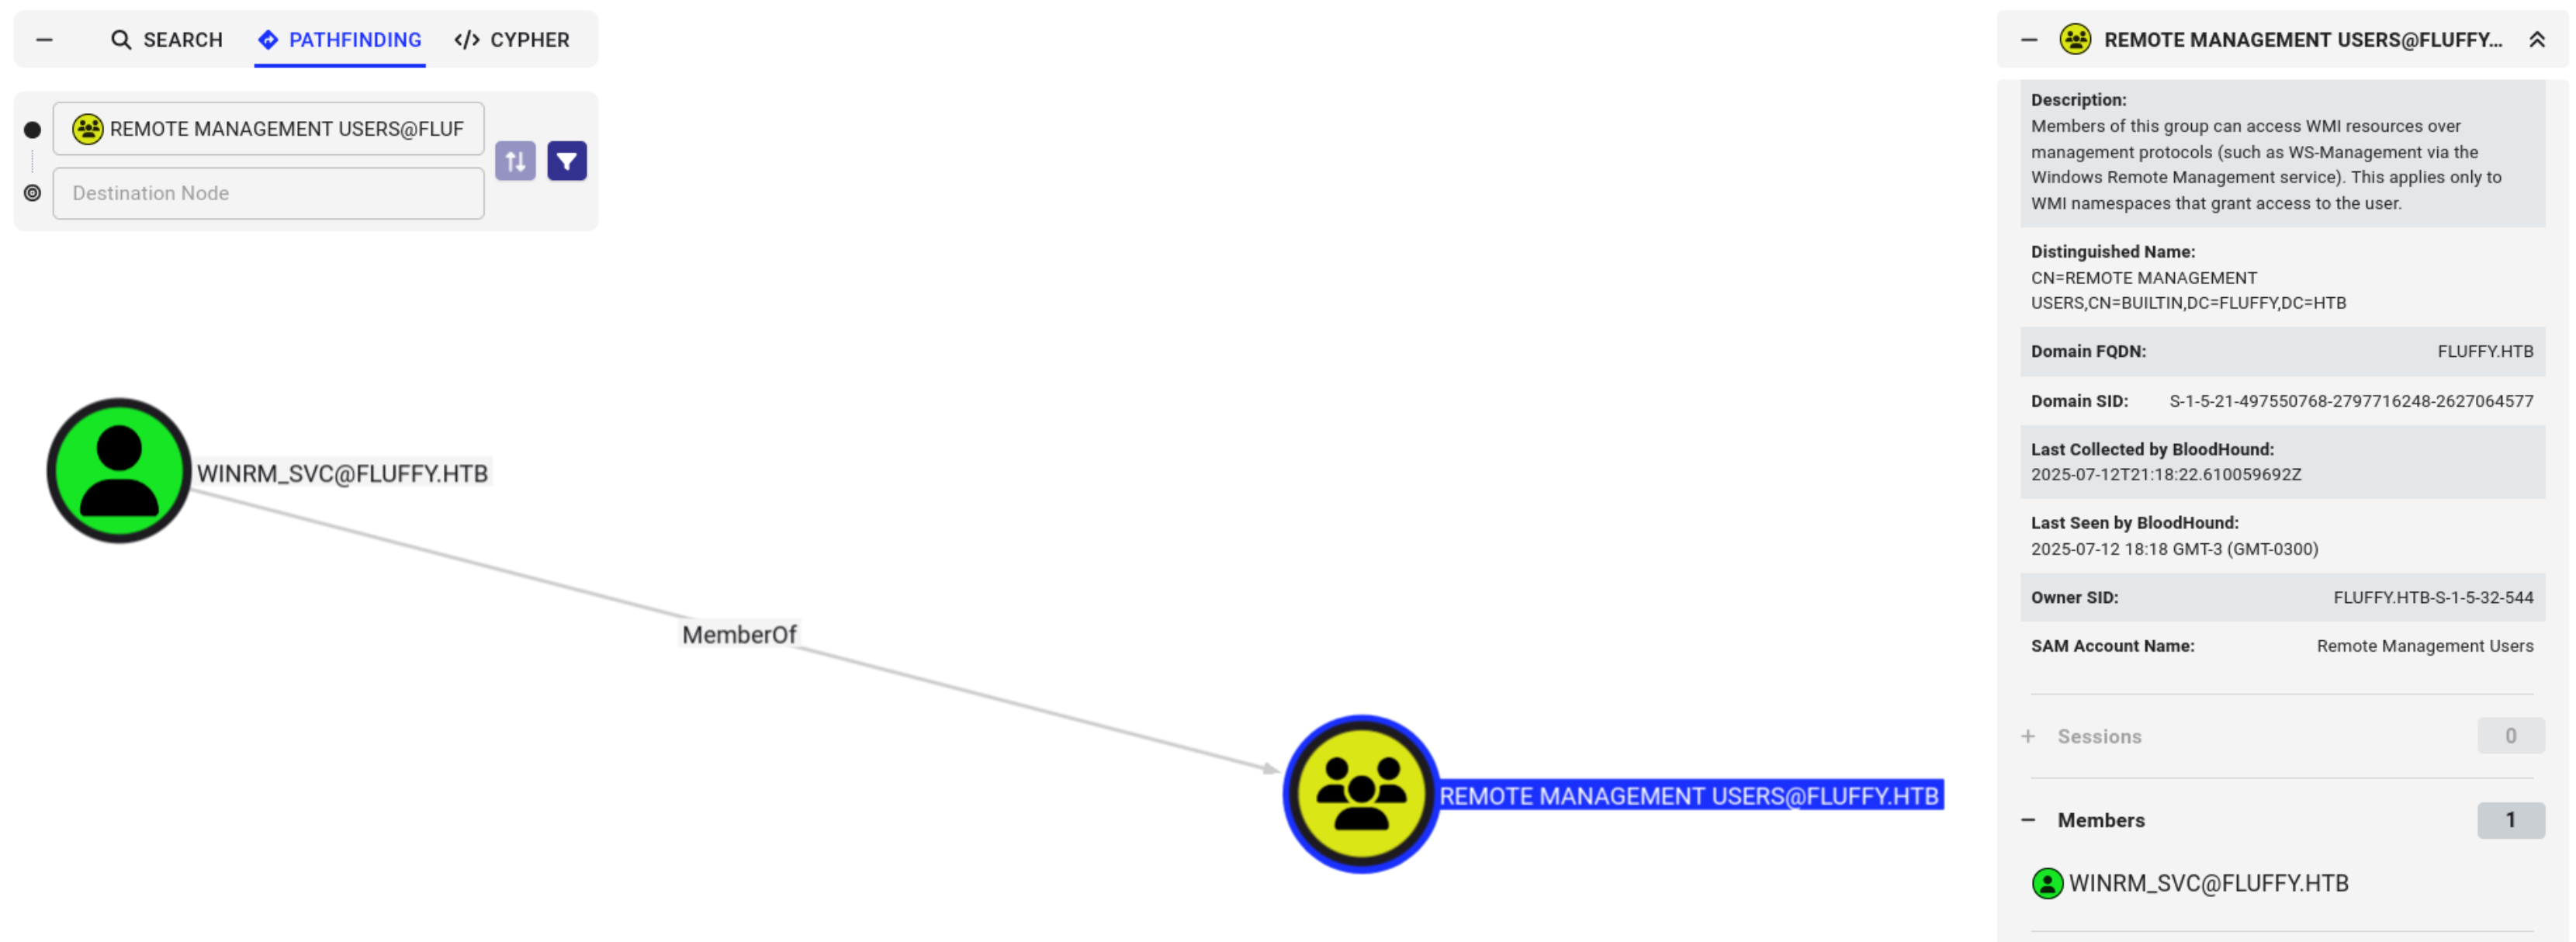 SEARCH
PATHFINDING
CYPHER
REMOTE MANAGEMENT USERS@FLUF
Destination Node
WINRM_SVC@FLUFFY.HTB
MemberOf
REMOTE MANAGEMENT USERS@FLUFFY.HTB
REMOTE MANAGEMENT USERS@FLUFFY...
Description:
Members of this group can access WMI resources over
management protocols (such as WS-Management via the
Windows Remote Management service). This applies only to
WMI namespaces that grant access to the user.
Distinguished Name:
CN=REMOTE MANAGEMENT
USERS,CN=BUILTIN,DC=FLUFFY,DC=HTB
Domain FQDN: FLUFFY.HTB
Domain SID: S-1-5-21-497550768-2797716248-2627064577
Last Collected by BloodHound:
2025-07-12T21:18:22.610059692Z
Last Seen by BloodHound:
2025-07-12 18:18 GMT-3 (GMT-0300)
Owner SID: FLUFFY.HTB-S-1-5-32-544
SAM Account Name: Remote Management Users
Sessions 0
Members 1
WINRM_SVC@FLUFFY.HTB